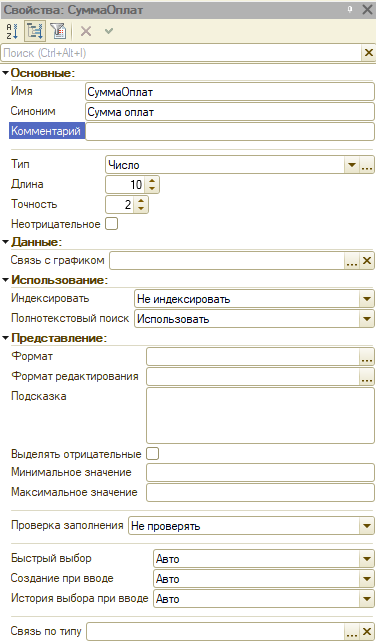 Свойства: СуммаОплат
Поиск (Ctrl+Alt+I)
Основные:
Имя СуммаОплат
Синоним Сумма оплат
Комментарий
Тип Число
Длина 10
Точность 2
Неотрицательное
Данные:
Связь с графиком
Использование:
Индексировать Не индексировать
Полнотекстовый поиск Использовать
Представление:
Формат
Формат редактирования
Подсказка
Выделять отрицательные
Минимальное значение
Максимальное значение
Проверка заполнения Не проверять
Быстрый выбор Авто
Создание при вводе Авто
История выбора при вводе Авто
Связь по типу